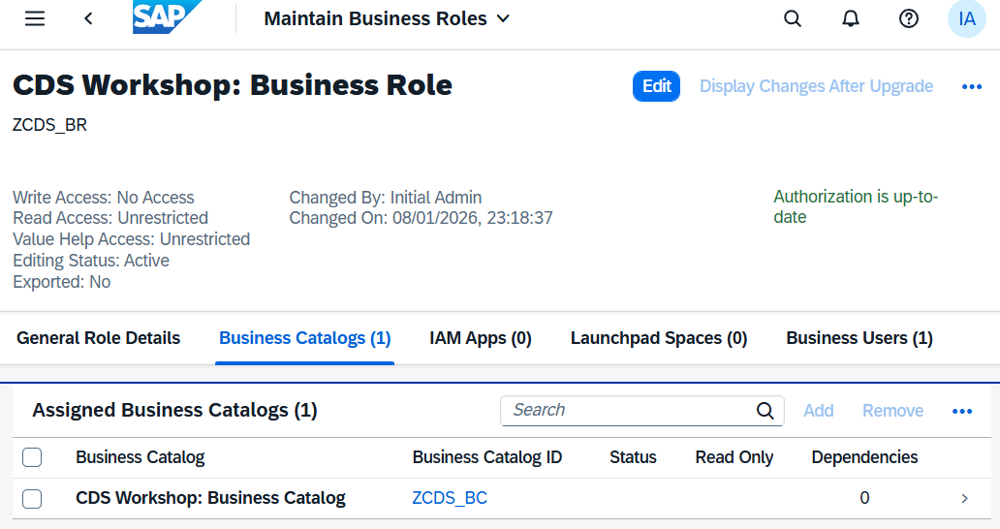 SAP
Maintain Business Roles
IA
CDS Workshop: Business Role
Edit
Display Changes After Upgrade
ZCDS_BR
Write Access: No Access
Read Access: Unrestricted
Value Help Access: Unrestricted
Editing Status: Active
Exported: No
Changed By: Initial Admin
Changed On: 08/01/2026, 23:18:37
Authorization is up-to-
date
General Role Details Business Catalogs (1) IAM Apps (0) Launchpad Spaces (0) Business Users (1)
Assigned Business Catalogs (1) Search Add Remove
Business Catalog Business Catalog ID Status Read Only Dependencies
CDS Workshop: Business Catalog ZCDS_BC 0